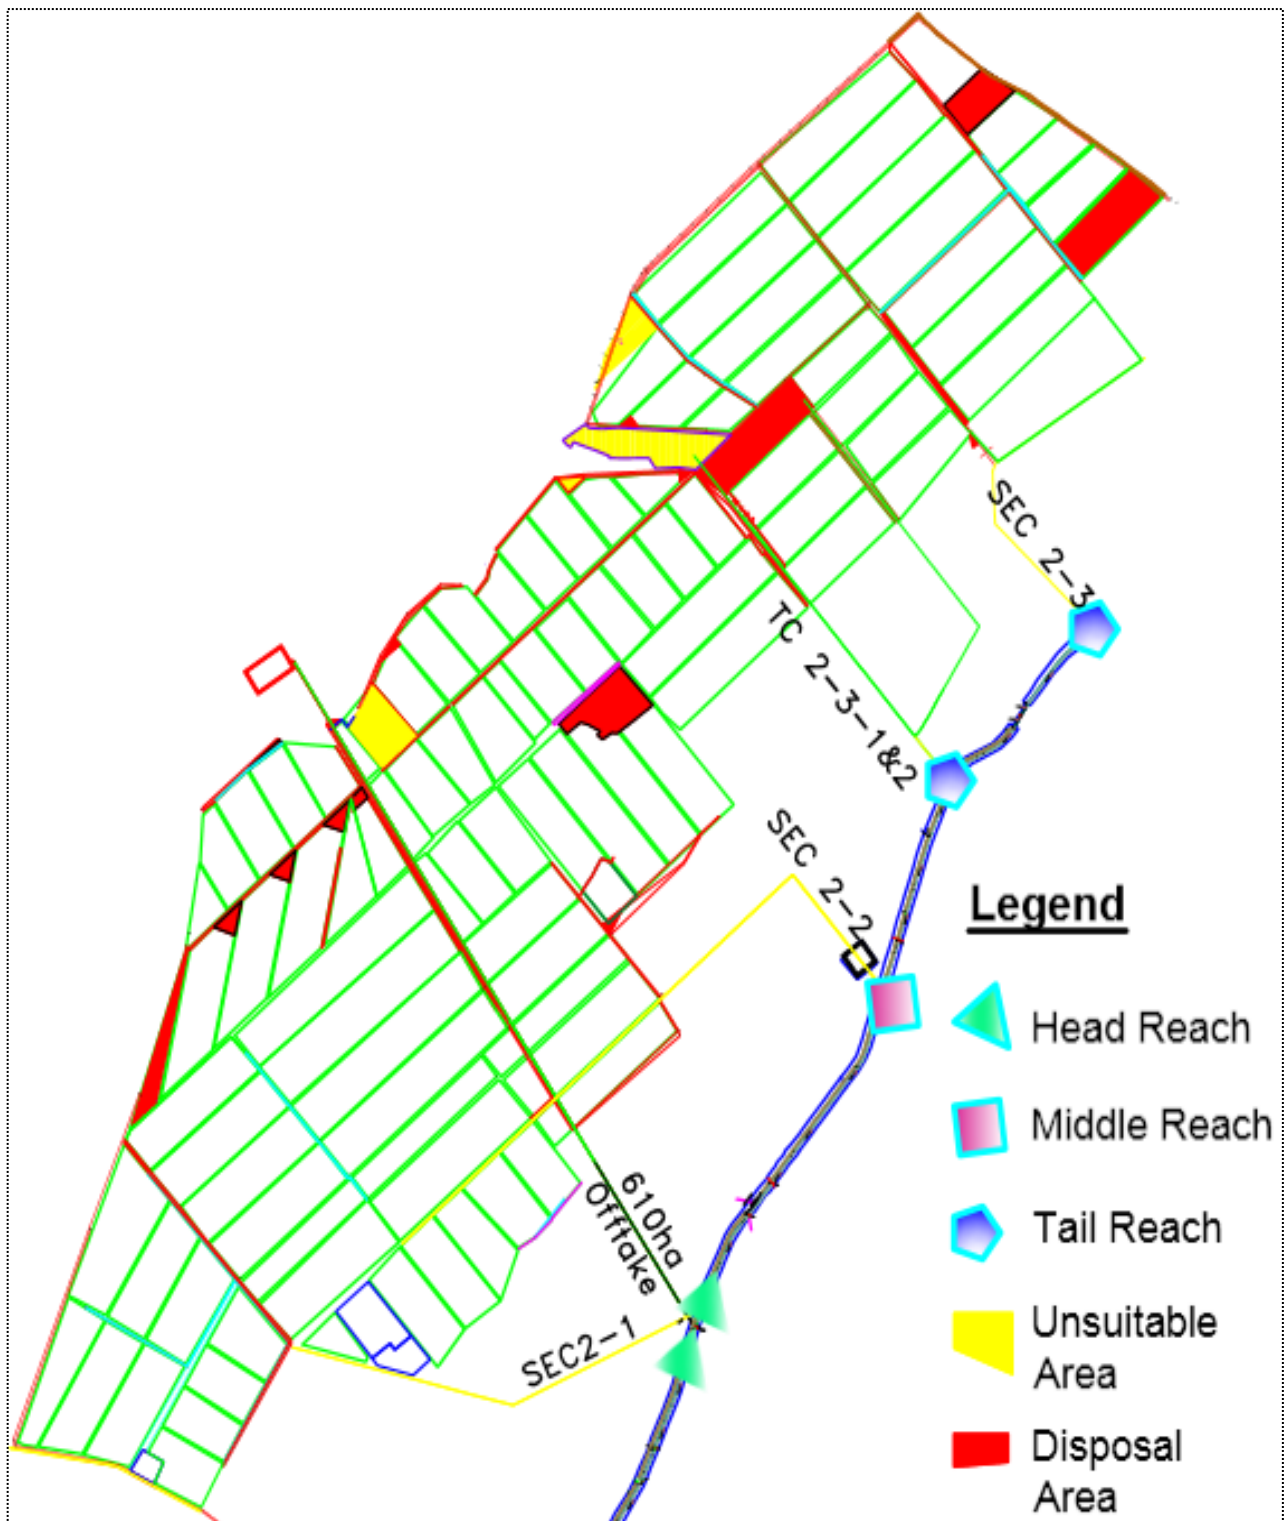 SEC 2-3
TC 2-3-1&2
SEC 2-2
610ha
Offtake
SEC2-1
Legend
Head Reach
Middle Reach
Tail Reach
Unsuitable
Area
Disposal
Area